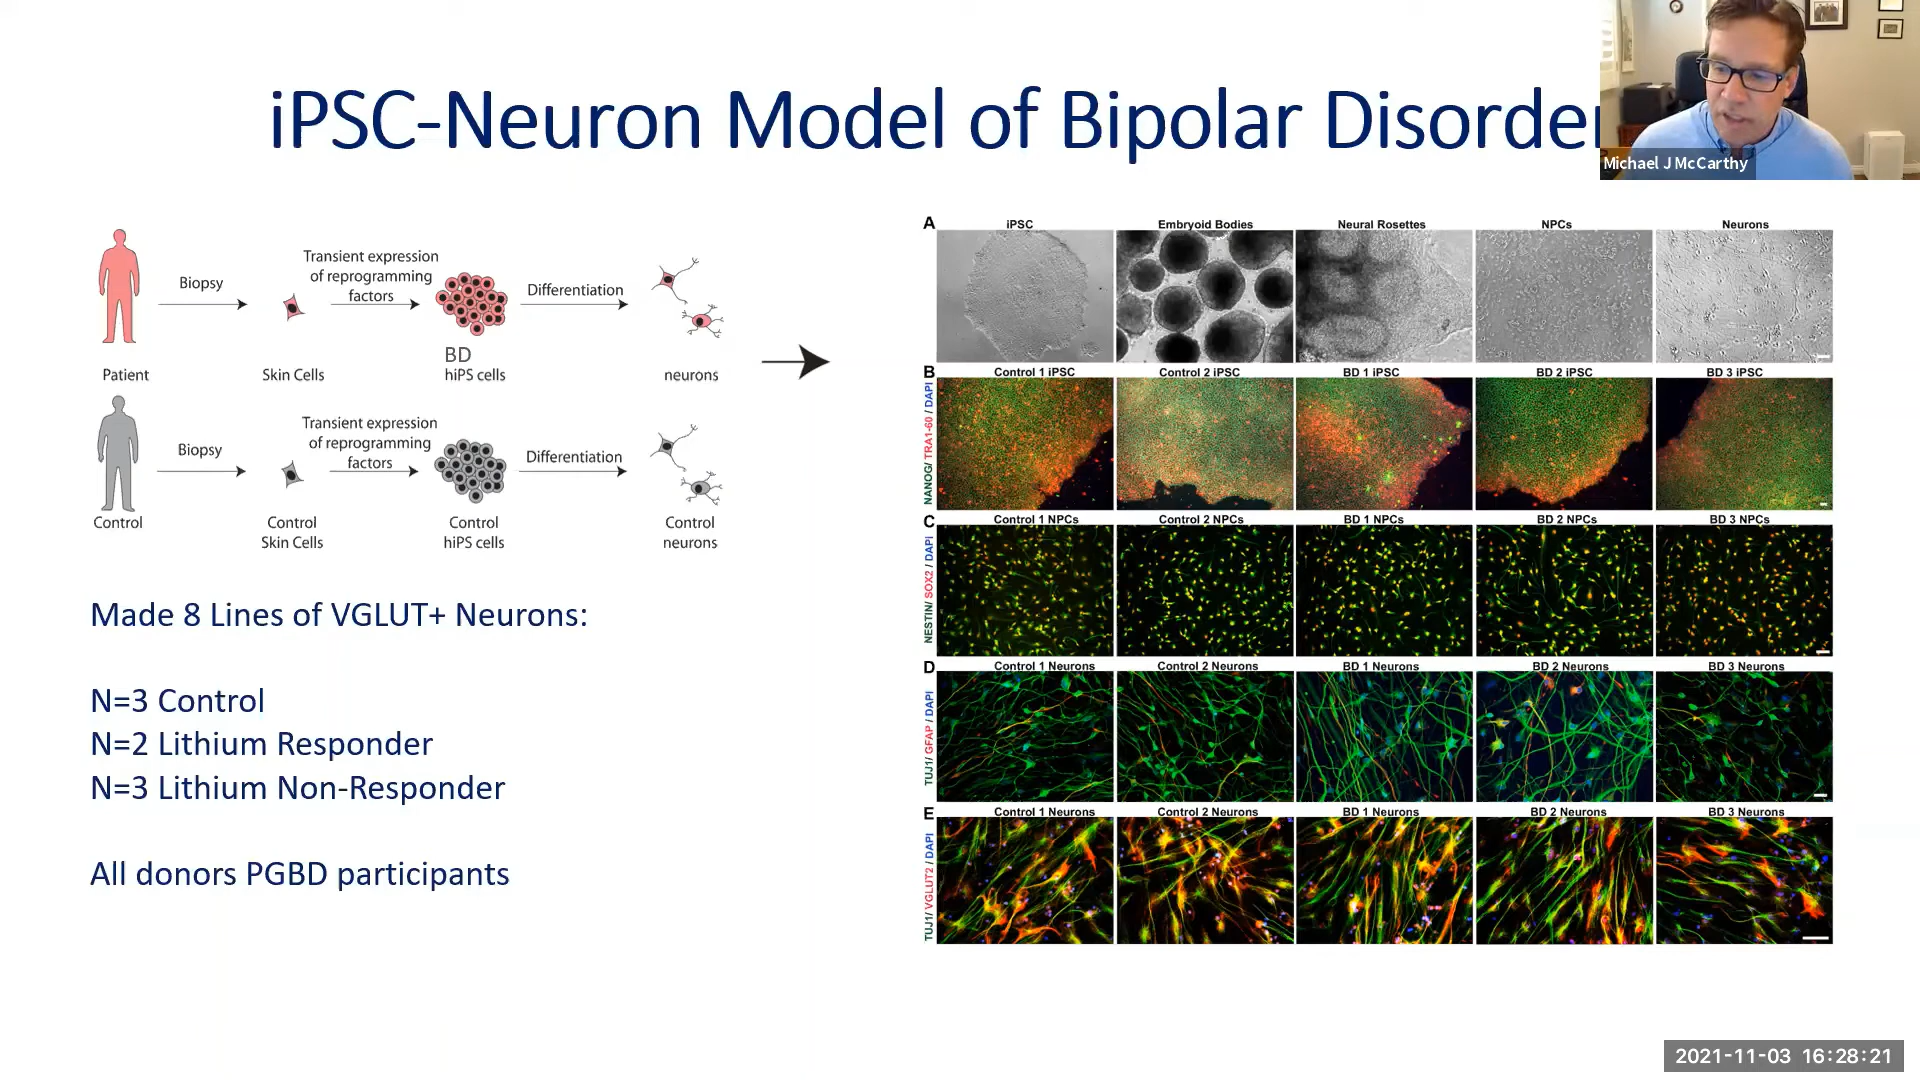 iPSC-Neuron Model of Bipolar Disorder
Michael J McCarthy
Biopsy
Transient expression
of reprogramming
factors
Differentiation
BD
Patient
Skin Cells
hiPS cells
neurons
Biopsy
Transient expression
of reprogramming
factors
Differentiation
Control
Control
Skin Cells
Control
hiPS cells
Control
neurons
Made 8 Lines of VGLUT+ Neurons:
N=3 Control
N=2 Lithium Responder
N=3 Lithium Non-Responder
All donors PGBD participants
A
iPSC
Embryoid Bodies
Neural Rosettes
NPCs
Neurons
B
Control 1 iPSC
Control 2 iPSC
BD 1 iPSC
BD 2 iPSC
BD 3 iPSC
NANOG/ TRA1-60 / DAPI
C
Control 1 NPCs
Control 2 NPCs
BD 1 NPCs
BD 2 NPCs
BD 3 NPCs
NESTIN/ SOX2 / DAPI
D
Control 1 Neurons
Control 2 Neurons
BD 1 Neurons
BD 2 Neurons
BD 3 Neurons
TUJ1/ GFAP / DAPI
E
Control 1 Neurons
Control 2 Neurons
BD 1 Neurons
BD 2 Neurons
BD 3 Neurons
TUJ1/ VGLUT2 / DAPI
2021-11-03 16:28:21